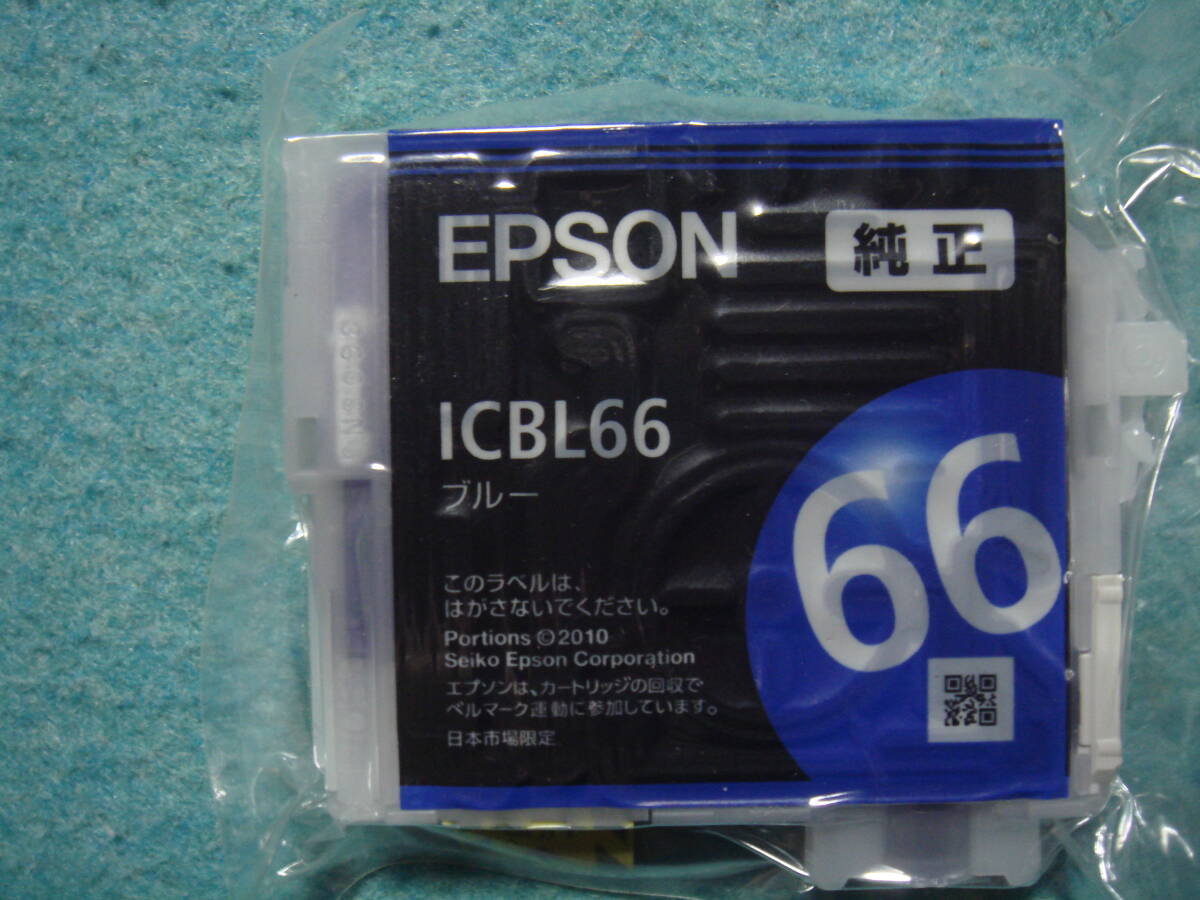 EPSON 純正
ICBL66
ブルー
66
このラベルは、
はがさないでください。
Portions ©2010
Seiko Epson Corporation
エプソンは、カートリッジの回収で
ベルマーク運動に参加しています。
日本市場限定